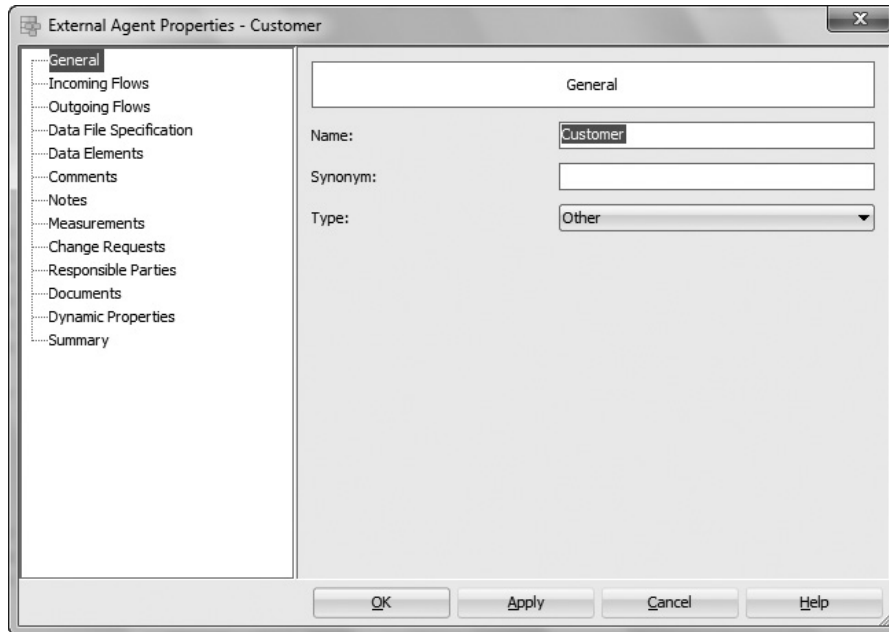 External Agent Properties - Customer
General
Incoming Flows
Outgoing Flows
Data File Specification
Data Elements
Comments
Notes
Measurements
Change Requests
Responsible Parties
Documents
Dynamic Properties
Summary
General
Name:
Customer
Synonym:
Type:
Other
OK
Apply
Cancel
Help